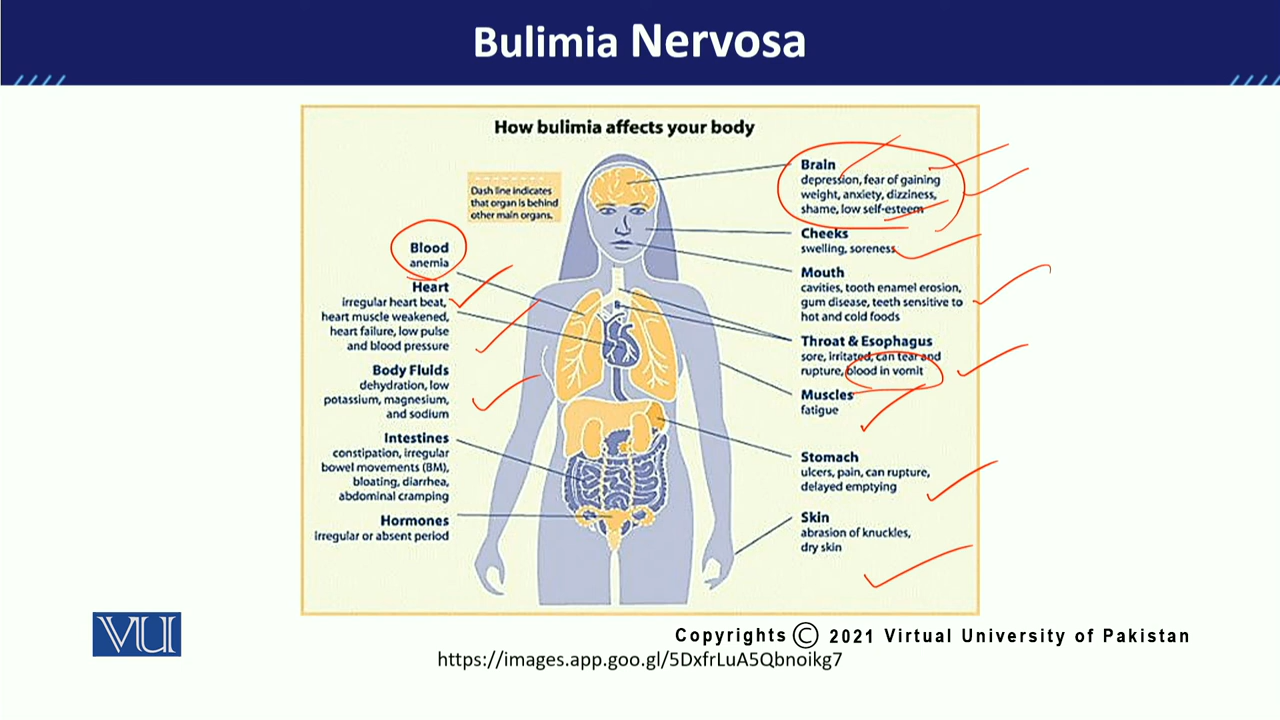 Bulimia Nervosa
How bulimia affects your body
Dash line indicates
that organ is behind
other main organs.
Blood
anemia
Heart
irregular heart beat,
heart muscle weakened,
heart failure, low pulse
and blood pressure
Body Fluids
dehydration, low
potassium, magnesium,
and sodium
Intestines
constipation, irregular
bowel movements (BM),
bloating, diarrhea,
abdominal cramping
Hormones
irregular or absent period
Brain
depression, fear of gaining
weight, anxiety, dizziness,
shame, low self-esteem
Cheeks
swelling, soreness
Mouth
cavities, tooth enamel erosion,
gum disease, teeth sensitive to
hot and cold foods
Throat & Esophagus
sore, irritated, can tear and
rupture, blood in vomit
Muscles
fatigue
Stomach
ulcers, pain, can rupture,
delayed emptying
Skin
abrasion of knuckles,
dry skin
VU
Copyrights © 2021 Virtual University of Pakistan
https://images.app.goo.gl/5DxfrLuA5Qbnoikg7